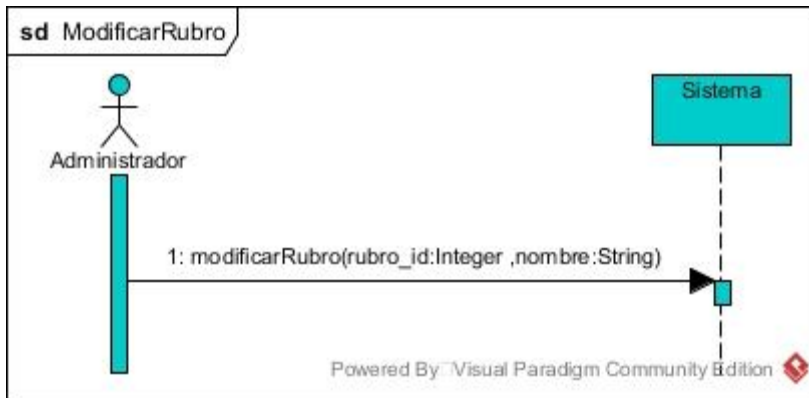 sd ModificarRubro
Sistema
Administrador
1: modificarRubro(rubro_id:Integer ,nombre:String)
Powered By Visual Paradigm Community Edition